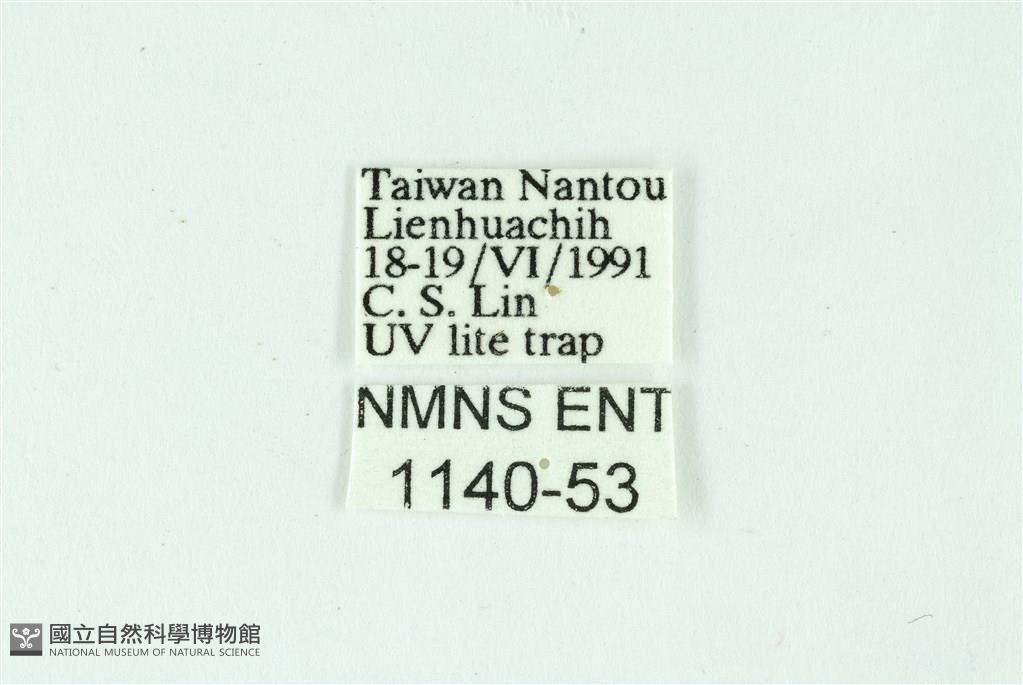 Taiwan Nantou
Lienhuachih
18-19/VI/1991
C. S. Lin
UV lite trap
NMNS ENT
1140-53
國立自然科學博物館
NATIONAL MUSEUM OF NATURAL SCIENCE